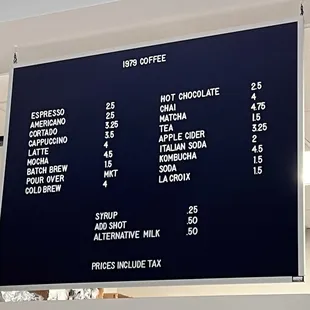 1979 COFFEE
ESPRESSO 2.5
AMERICANO 2.5
CORTADO 3.25
CAPPUCCINO 3.5
LATTE 4
MOCHA 4.5
BATCH BREW 1.5
POUR OVER MKT
COLD BREW 4
HOT CHOCOLATE 2.5
CHAI 4
MATCHA 4.75
TEA 1.5
APPLE CIDER 3.25
ITALIAN SODA 2
KOMBUCHA 4.5
SODA 1.5
LA CROIX 1.5
SYRUP .25
ADD SHOT .50
ALTERNATIVE MILK .50
PRICES INCLUDE TAX